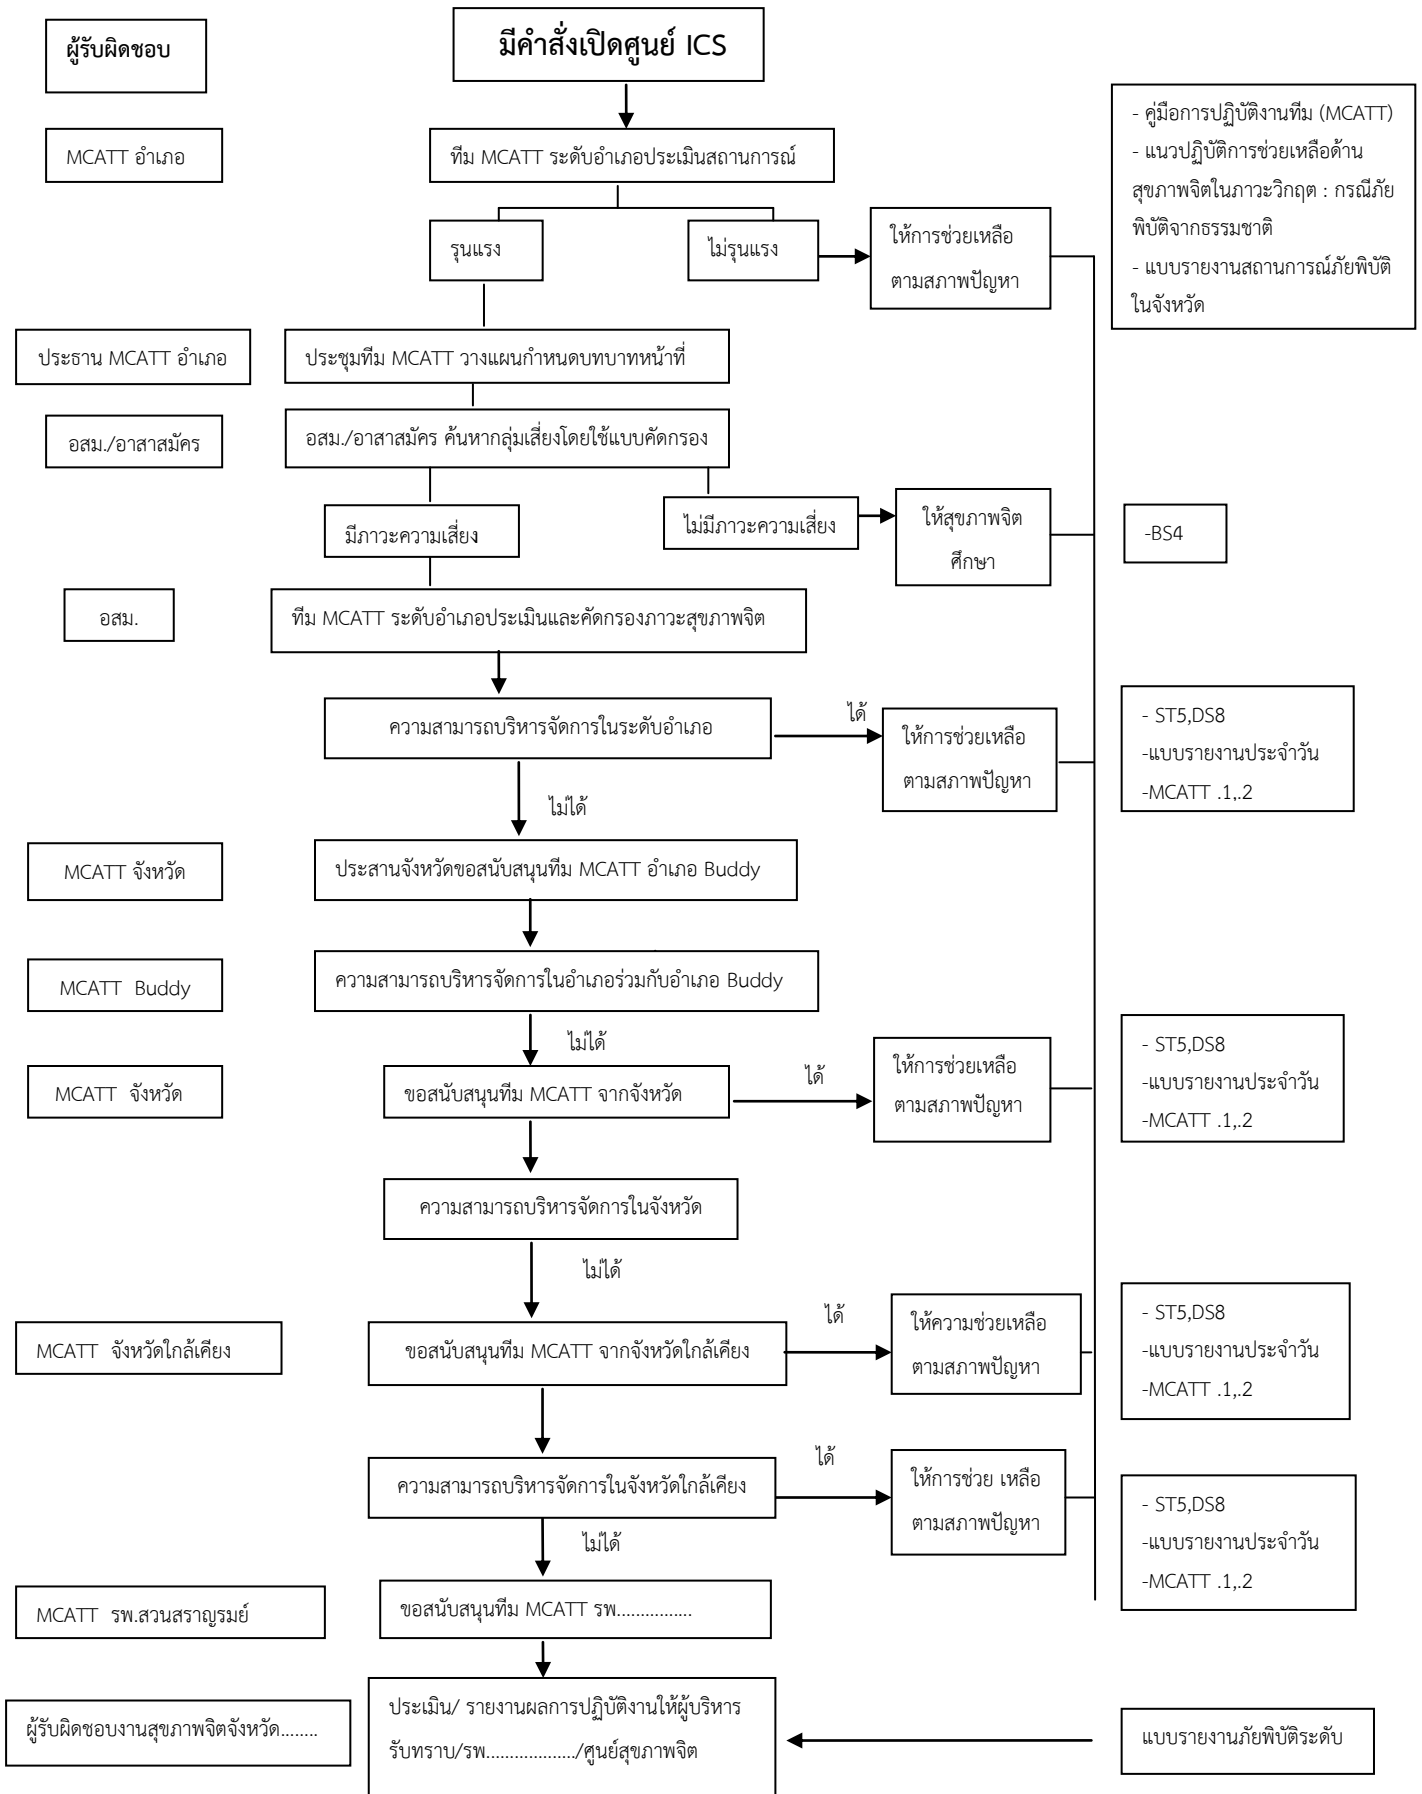 ผู้รับผิดชอบ
มีคำสั่งเปิดศูนย์ ICS
- คู่มือการปฏิบัติงานทีม (MCATT)
- แนวปฏิบัติการช่วยเหลือด้าน
สุขภาพจิตในภาวะวิกฤต : กรณีภัย
พิบัติจากธรรมชาติ
- แบบรายงานสถานการณ์ภัยพิบัติ
ในจังหวัด
MCATT อำเภอ
ทีม MCATT ระดับอำเภอประเมินสถานการณ์
รุนแรง
ไม่รุนแรง
ให้การช่วยเหลือ
ตามสภาพปัญหา
ประธาน MCATT อำเภอ
ประชุมทีม MCATT วางแผนกำหนดบทบาทหน้าที่
อสม./อาสาสมัคร
อสม./อาสาสมัคร ค้นหากลุ่มเสี่ยงโดยใช้แบบคัดกรอง
มีภาวะความเสี่ยง
ไม่มีภาวะความเสี่ยง
ให้สุขภาพจิต
ศึกษา
-BS4
อสม.
ทีม MCATT ระดับอำเภอประเมินและคัดกรองภาวะสุขภาพจิต
ความสามารถบริหารจัดการในระดับอำเภอ
ได้
ให้การช่วยเหลือ
ตามสภาพปัญหา
- ST5,DS8
-แบบรายงานประจำวัน
-MCATT .1,.2
ไม่ได้
MCATT จังหวัด
ประสานจังหวัดขอสนับสนุนทีม MCATT อำเภอ Buddy
MCATT Buddy
ความสามารถบริหารจัดการในอำเภอร่วมกับอำเภอ Buddy
ไม่ได้
MCATT จังหวัด
ขอสนับสนุนทีม MCATT จากจังหวัด
ได้
ให้การช่วยเหลือ
ตามสภาพปัญหา
- ST5,DS8
-แบบรายงานประจำวัน
-MCATT .1,.2
ความสามารถบริหารจัดการในจังหวัด
ไม่ได้
MCATT จังหวัดใกล้เคียง
ขอสนับสนุนทีม MCATT จากจังหวัดใกล้เคียง
ได้
ให้ความช่วยเหลือ
ตามสภาพปัญหา
- ST5,DS8
-แบบรายงานประจำวัน
-MCATT .1,.2
ความสามารถบริหารจัดการในจังหวัดใกล้เคียง
ได้
ให้การช่วย เหลือ
ตามสภาพปัญหา
- ST5,DS8
-แบบรายงานประจำวัน
-MCATT .1,.2
ไม่ได้
MCATT รพ.สวนสราญรมย์
ขอสนับสนุนทีม MCATT รพ...............
ผู้รับผิดชอบงานสุขภาพจิตจังหวัด........
ประเมิน/ รายงานผลการปฏิบัติงานให้ผู้บริหาร
รับทราบ/รพ.................../ศูนย์สุขภาพจิต
แบบรายงานภัยพิบัติระดับ